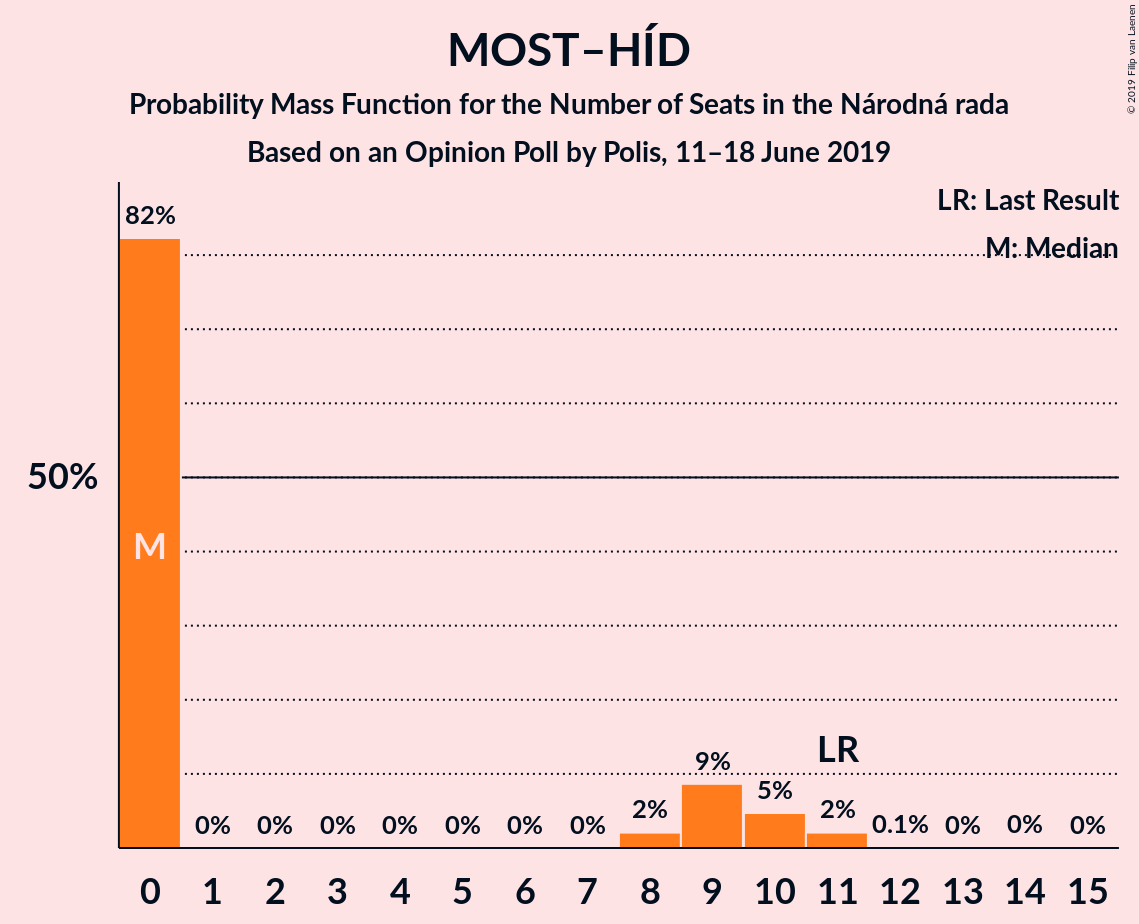 MOST–HÍD
Probability Mass Function for the Number of Seats in the Národná rada
Based on an Opinion Poll by Polis, 11–18 June 2019
© 2019 Filip van Laenen
LR: Last Result
M: Median
82%
50%
M
LR
0% 0% 0% 0% 0% 0% 0% 2% 9% 5% 2% 0.1% 0% 0% 0%
0 1 2 3 4 5 6 7 8 9 10 11 12 13 14 15